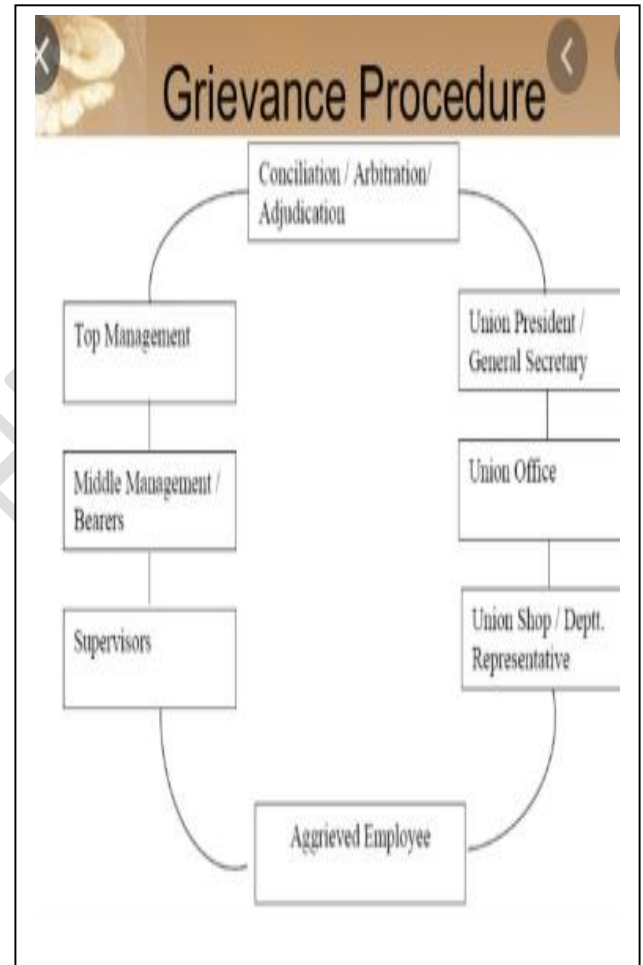 Grievance Procedure
Conciliation / Arbitration/
Adjudication
Top Management
Union President /
General Secretary
Middle Management /
Bearers
Union Office
Supervisors
Union Shop / Deptt.
Representative
Aggrieved Employee